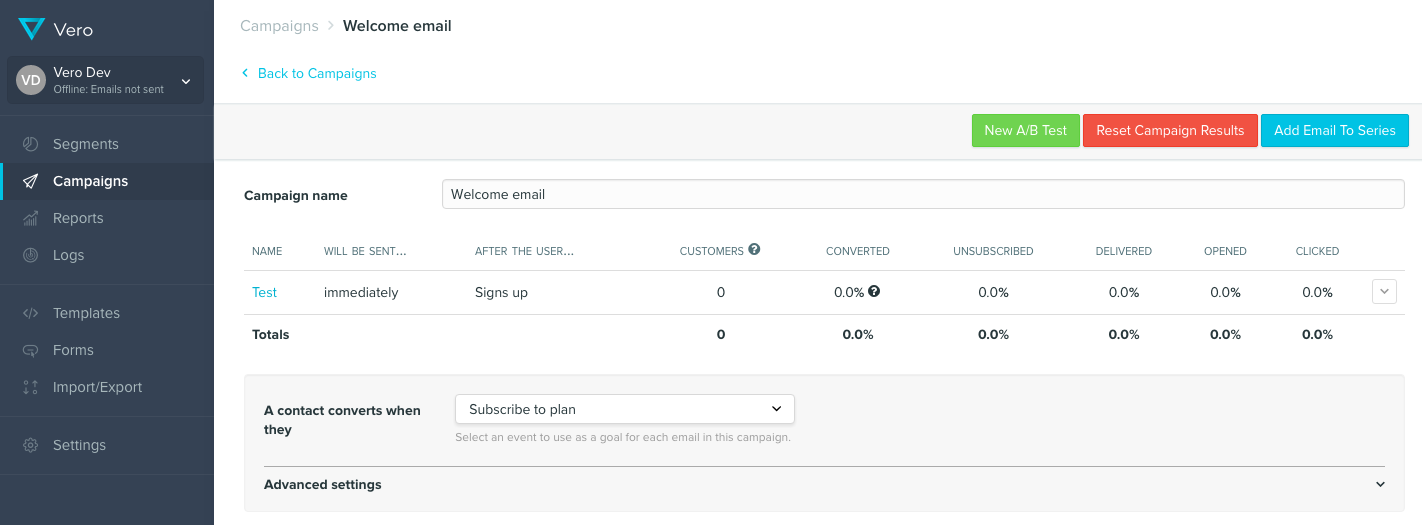 Vero
VD
Vero Dev
Offline: Emails not sent
Segments
Campaigns
Reports
Logs
Templates
Forms
Import/Export
Settings
Campaigns > Welcome email
Back to Campaigns
New A/B Test Reset Campaign Results Add Email To Series
Campaign name Welcome email
NAME WILL BE SENT... AFTER THE USER... CUSTOMERS ? CONVERTED UNSUBSCRIBED DELIVERED OPENED CLICKED
Test immediately Signs up 0 0.0% ? 0.0% 0.0% 0.0% 0.0%
Totals 0 0.0% 0.0% 0.0% 0.0% 0.0%
A contact converts when
they
Subscribe to plan
Select an event to use as a goal for each email in this campaign.
Advanced settings